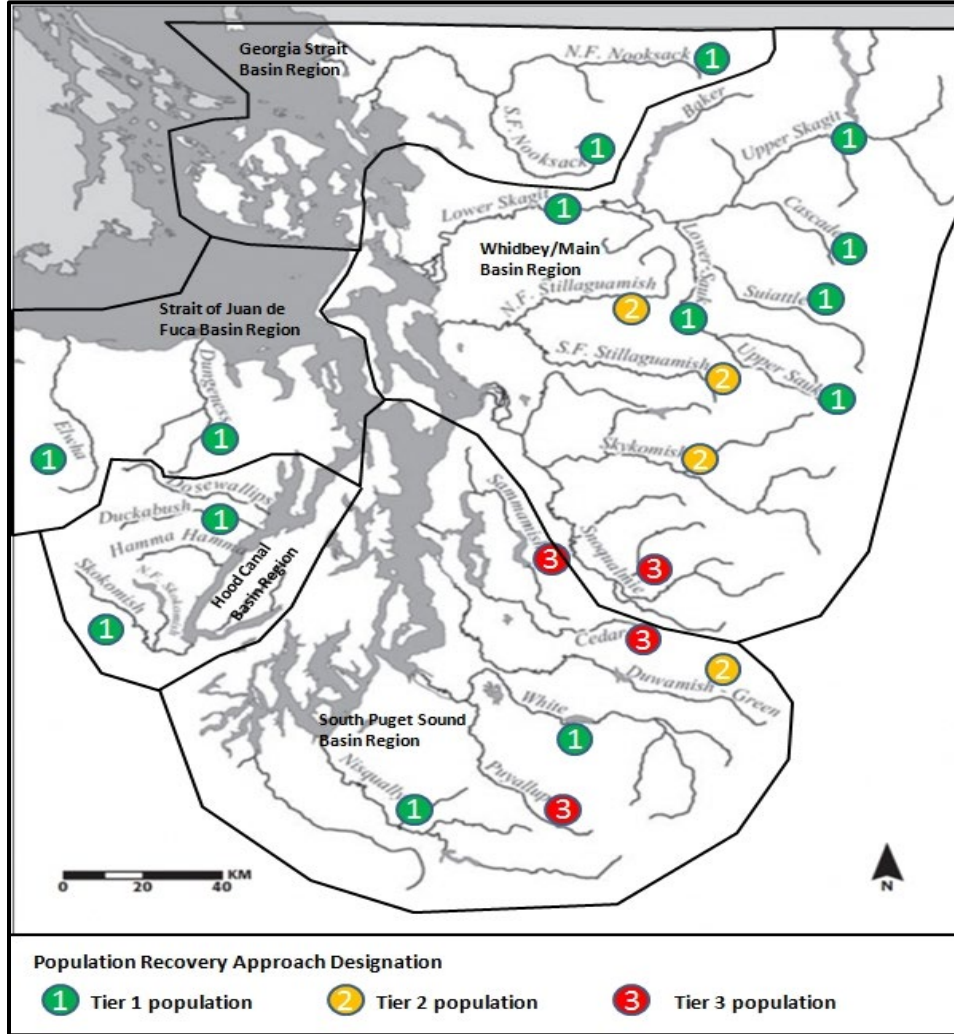 Georgia Strait
Basin Region
N.F. Nooksack
1
S.F. Nooksack
1
Baker
Upper Skagit
1
Lower Skagit
1
Cascade
1
Whidbey/Main
Basin Region
Lower Sauk
1
Suiattle
1
N.F. Stillaguamish
2
Strait of Juan de
Fuca Basin Region
S.F. Stillaguamish
2
Upper Sauk
1
Dungeness
1
Elwha
1
Skykomish
2
Dosewallips
Duckabush
1
Hamma Hamma
Sammamish
3
Snoqualmie
3
Hood Canal
Basin Region
N.F. Skokomish
Skokomish
1
Cedar
3
Duwamish - Green
2
White
1
South Puget Sound
Basin Region
Nisqually
1
Puyallup
3
KM
0 20 40
N
Population Recovery Approach Designation
1 Tier 1 population 2 Tier 2 population 3 Tier 3 population